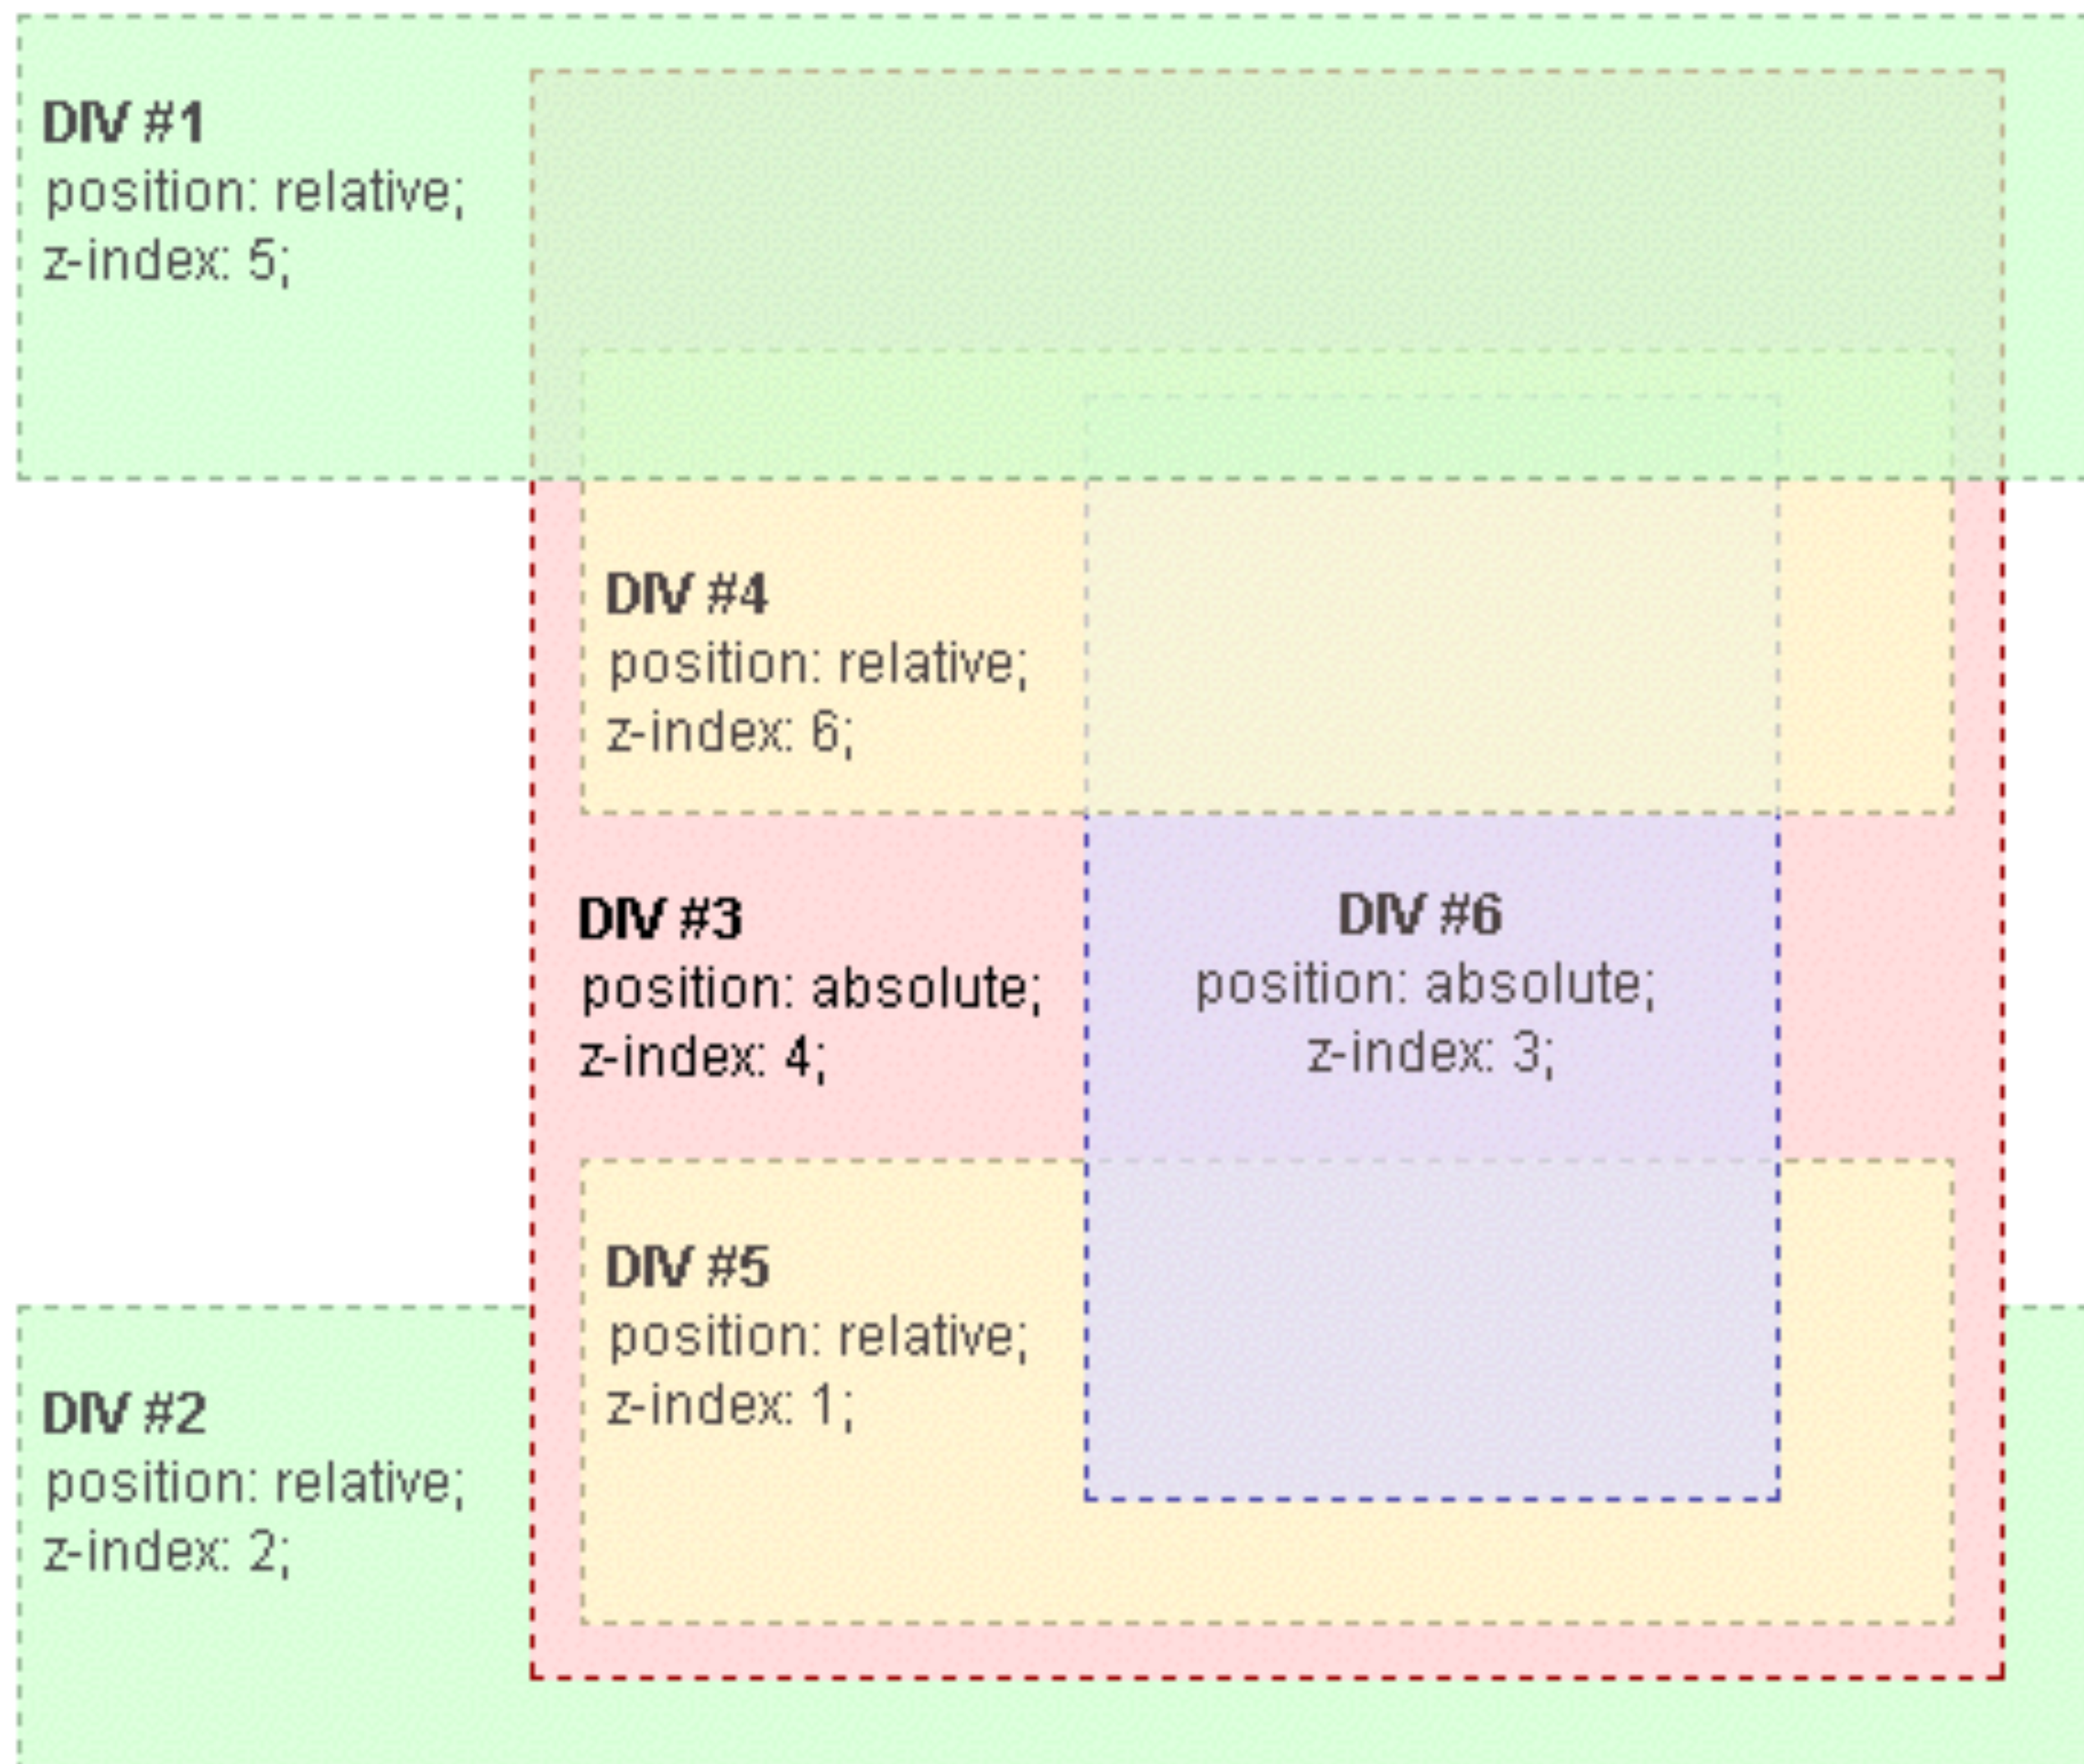 DIV #1
position: relative;
z-index: 5;
DIV #4
position: relative;
z-index: 6;
DIV #3
position: absolute;
z-index: 4;
DIV #6
position: absolute;
z-index: 3;
DIV #5
position: relative;
z-index: 1;
DIV #2
position: relative;
z-index: 2;